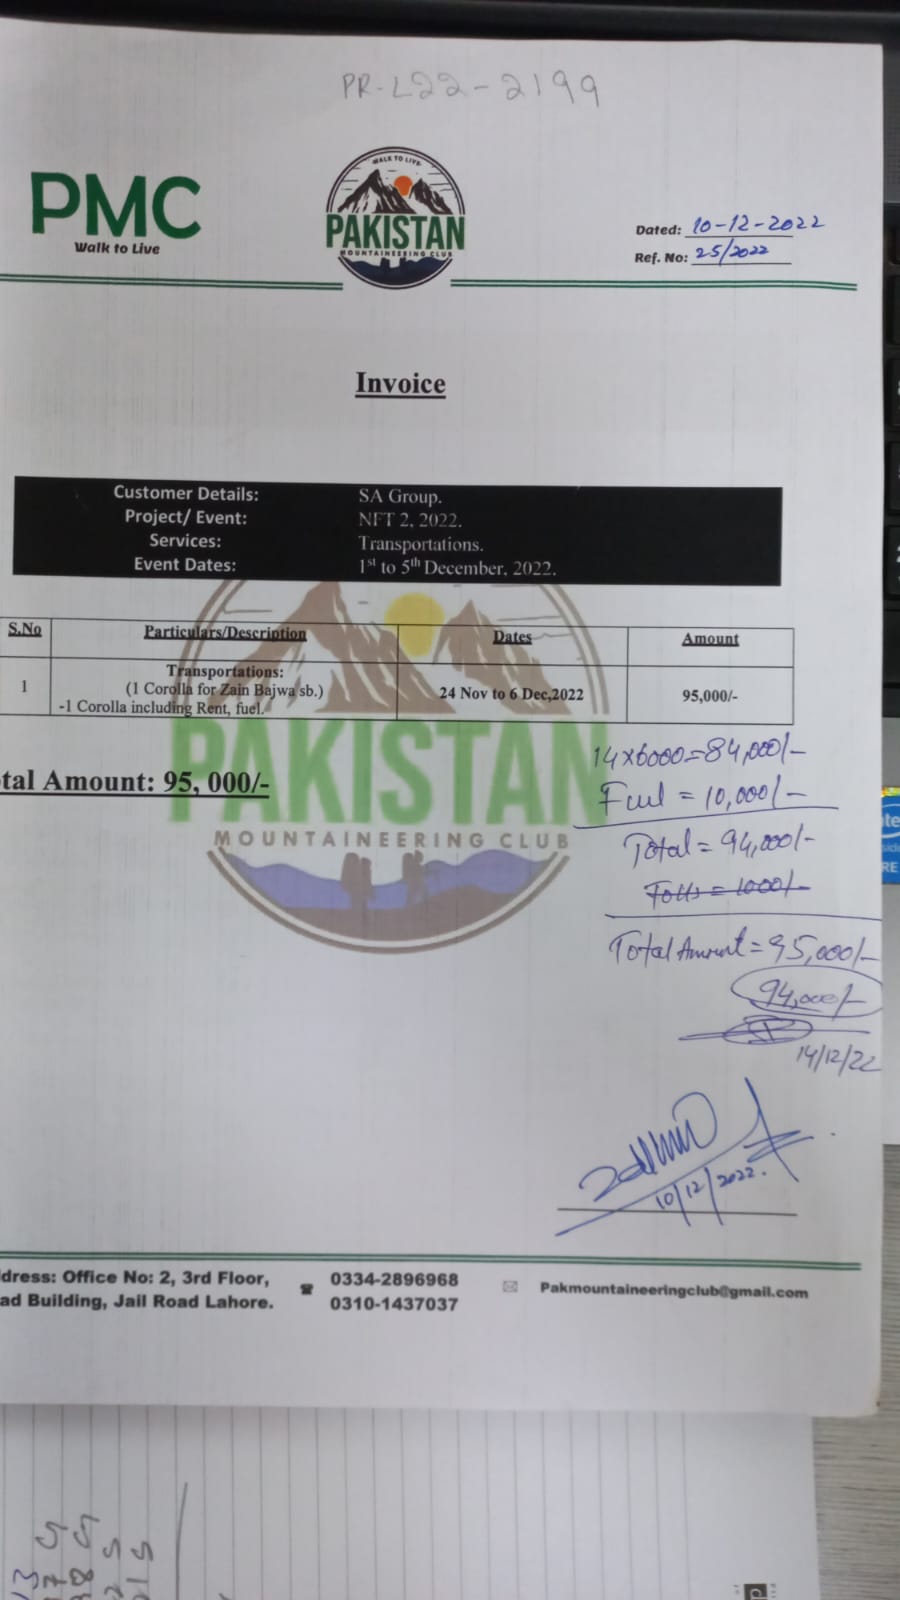 PR-L22-2199
PMC
Walk to Live
WALK TO LIVE
PAKISTAN
MOUNTAINEERING CLUB
Dated: 10-12-2022
Ref. No: 25/2022
Invoice
Customer Details: SA Group.
Project/ Event: NFT 2, 2022.
Services: Transportations.
Event Dates: 1st to 5th December, 2022.
S.No Particulars/Description Dates Amount
1 Transportations: 24 Nov to 6 Dec,2022 95,000/-
(1 Corolla for Zain Bajwa sb.)
-1 Corolla including Rent, fuel.
tal Amount: 95, 000/-
PAKISTAN
MOUNTAINEERING CLUB
14x6000=84,000/-
Fuel = 10,000/-
Total = 94,000/-
Tolls = 1000/-
Total Amount = 95,000/-
94,000/-
14/12/22
10/12/2022.
dress: Office No: 2, 3rd Floor,
ad Building, Jail Road Lahore.
0334-2896968
0310-1437037
Pakmountaineeringclub@gmail.com